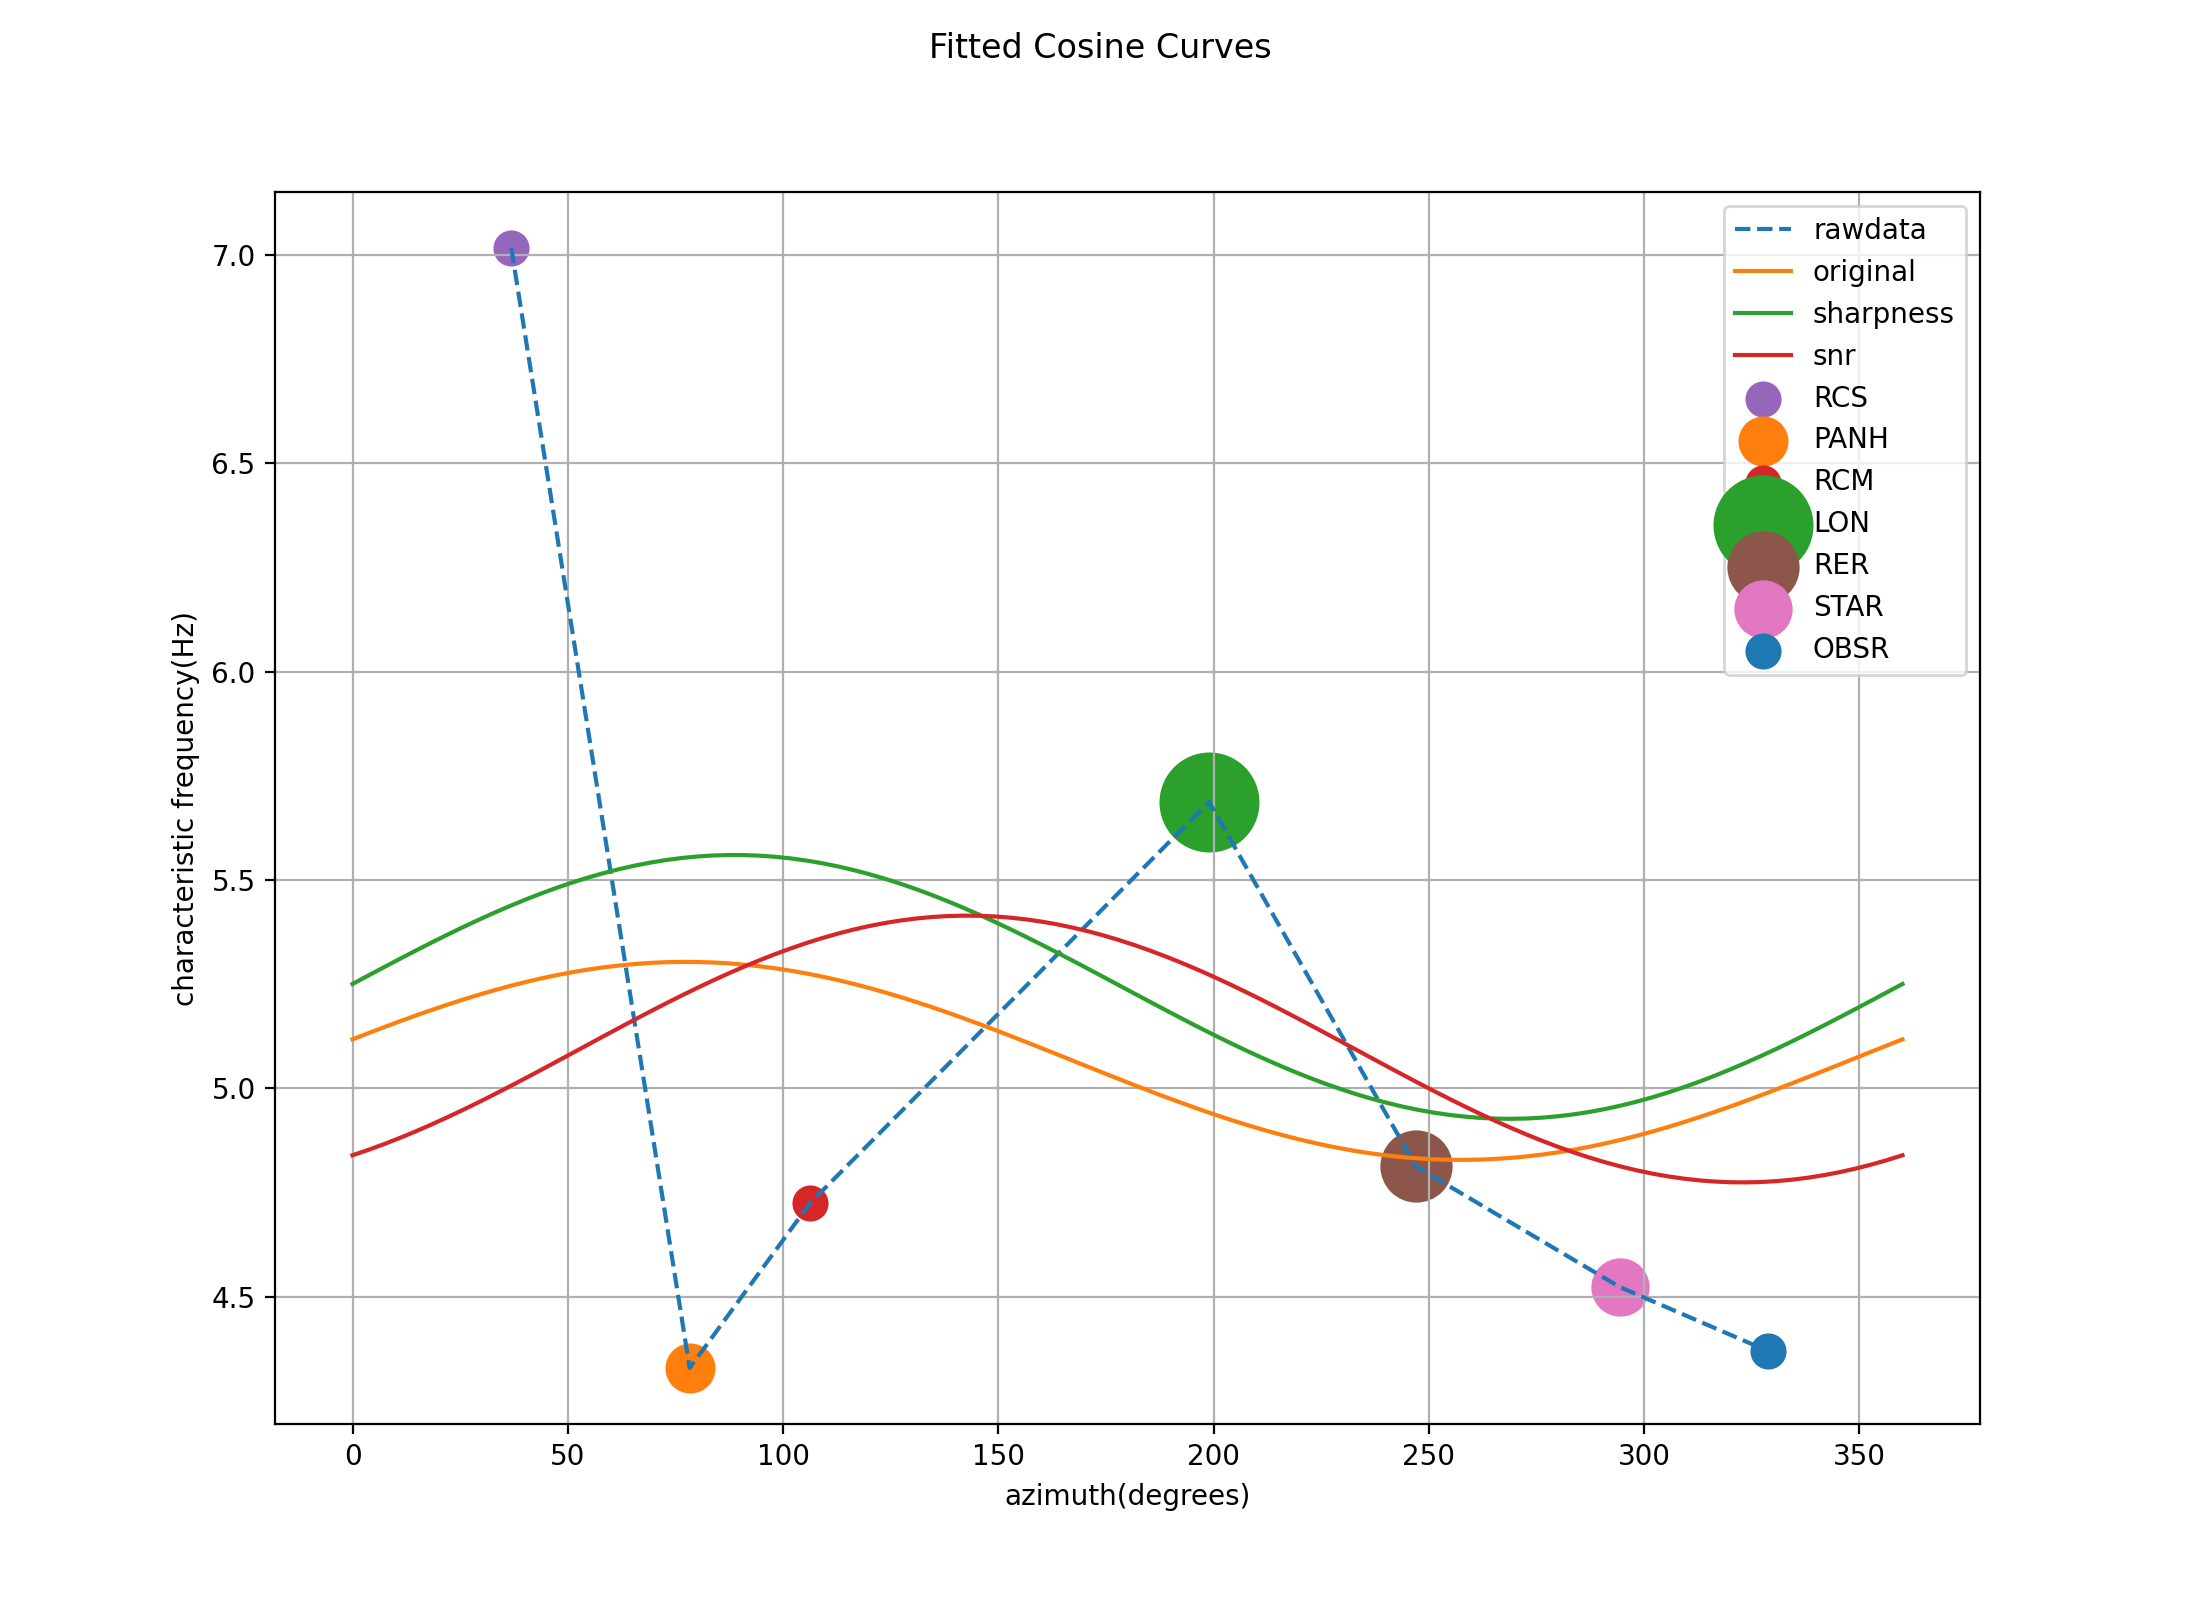 Fitted Cosine Curves
rawdata
original
sharpness
snr
RCS
PANH
RCM
LON
RER
STAR
OBSR
characteristic frequency(Hz)
7.0
6.5
6.0
5.5
5.0
4.5
0 50 100 150 200 250 300 350
azimuth(degrees)